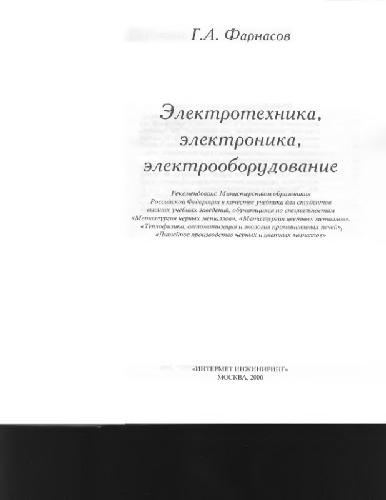 Г.А. Фарнасов
Электротехника,
электроника,
электрооборудование
Рекомендовано Министерством образования
Российской Федерации в качестве учебника для студентов
высших учебных заведений, обучающихся по специальностям
«Металлургия черных металлов», «Металлургия цветных металлов»,
«Теплофизика, автоматизация и экология промышленных печей»,
«Литейное производство черных и цветных металлов»
«ИНТЕРМЕТ ИНЖИНИРИНГ»
МОСКВА, 2000